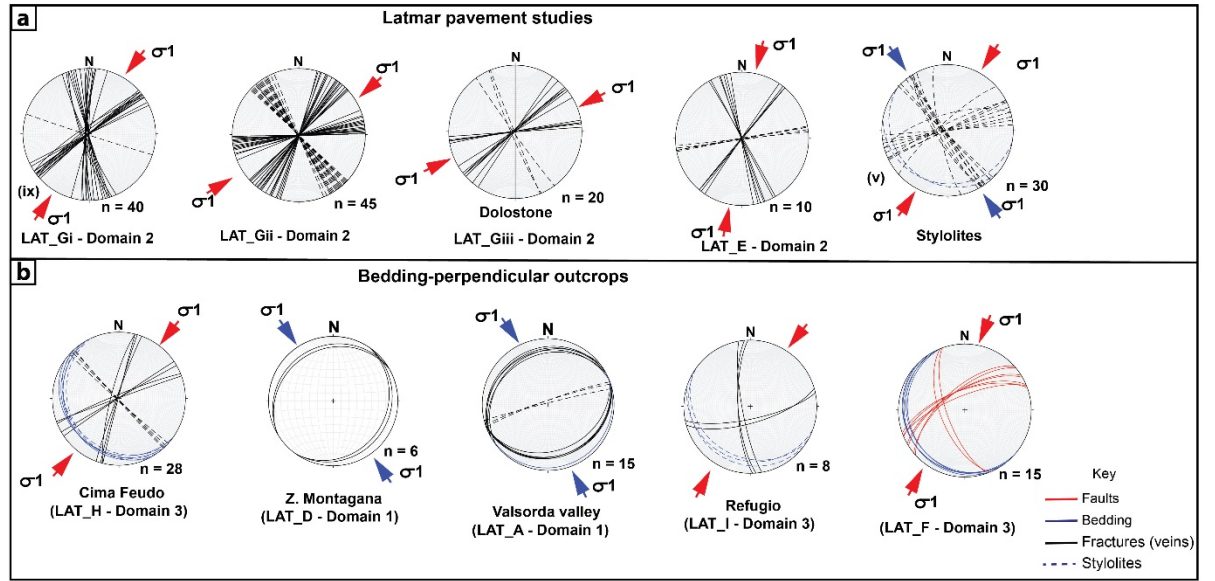 a
Latmar pavement studies
N
σ1
σ1
(ix)
n = 40
LAT_Gi - Domain 2
N
σ1
σ1
n = 45
LAT_Gii - Domain 2
N
σ1
σ1
n = 20
Dolostone
LAT_Giii - Domain 2
N
σ1
σ1
n = 10
LAT_E - Domain 2
σ1
N
σ1
(v)
n = 30
σ1
σ1
Stylolites
b
Bedding-perpendicular outcrops
N
σ1
σ1
n = 28
Cima Feudo
(LAT_H - Domain 3)
σ1
N
n = 6
σ1
Z. Montagana
(LAT_D - Domain 1)
σ1
N
n = 15
σ1
Valsorda valley
(LAT_A - Domain 1)
N
n = 8
Refugio
(LAT_I - Domain 3)
N
σ1
n = 15
σ1
(LAT_F - Domain 3)
Key
Faults
Bedding
Fractures (veins)
Stylolites